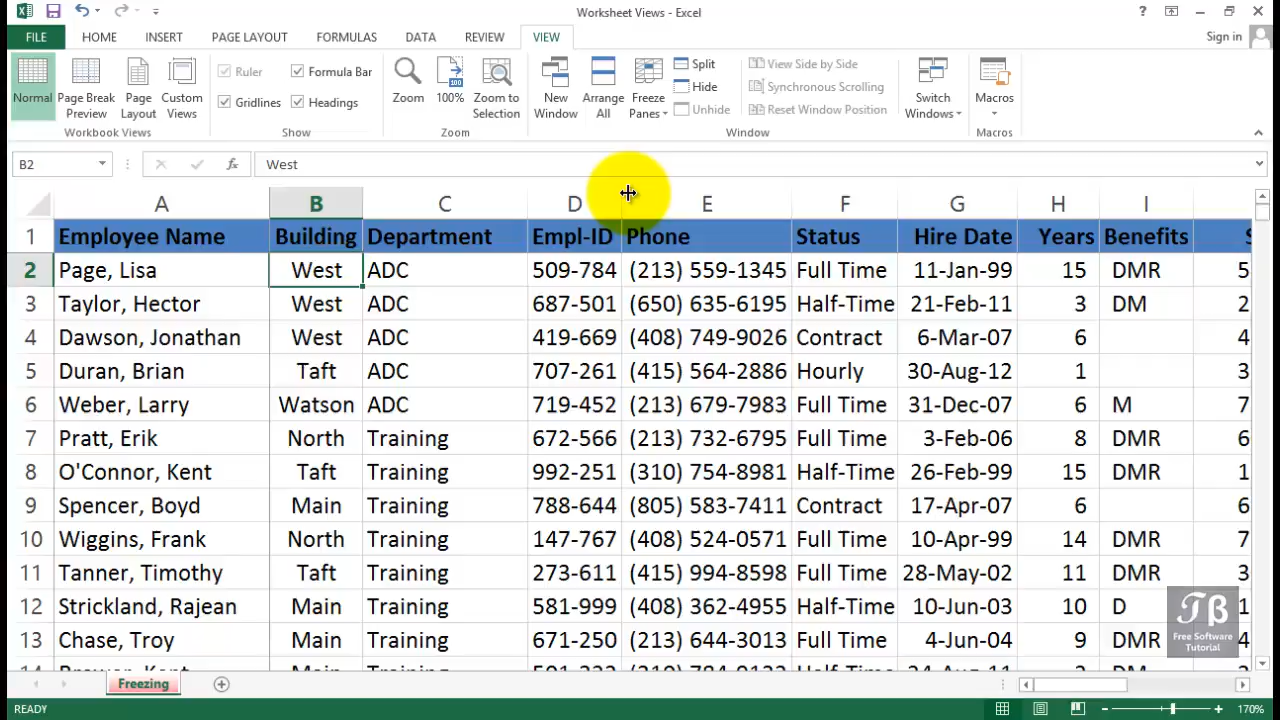 Worksheet Views - Excel
FILE HOME INSERT PAGE LAYOUT FORMULAS DATA REVIEW VIEW Sign in
Normal Page Break Preview Page Layout Custom Views
Workbook Views
Ruler Formula Bar
Gridlines Headings
Show
Zoom 100% Zoom to Selection
100
Zoom
New Window Arrange All Freeze Panes
Split
Hide
Unhide
View Side by Side
Synchronous Scrolling
Reset Window Position
Window
Switch Windows
Macros
Macros
B2 fx West
A B C D E F G H I
1 Employee Name Building Department Empl-ID Phone Status Hire Date Years Benefits
2 Page, Lisa West ADC 509-784 (213) 559-1345 Full Time 11-Jan-99 15 DMR 5
3 Taylor, Hector West ADC 687-501 (650) 635-6195 Half-Time 21-Feb-11 3 DM 2
4 Dawson, Jonathan West ADC 419-669 (408) 749-9026 Contract 6-Mar-07 6 4
5 Duran, Brian Taft ADC 707-261 (415) 564-2886 Hourly 30-Aug-12 1 3
6 Weber, Larry Watson ADC 719-452 (213) 679-7983 Full Time 31-Dec-07 6 M 7
7 Pratt, Erik North Training 672-566 (213) 732-6795 Full Time 3-Feb-06 8 DMR 6
8 O'Connor, Kent Taft Training 992-251 (310) 754-8981 Half-Time 26-Feb-99 15 DMR 1
9 Spencer, Boyd Main Training 788-644 (805) 583-7411 Contract 17-Apr-07 6 6
10 Wiggins, Frank North Training 147-767 (408) 524-0571 Full Time 10-Apr-99 14 DMR 7
11 Tanner, Timothy Taft Training 273-611 (415) 994-8598 Full Time 28-May-02 11 DMR 3
12 Strickland, Rajean Main Training 581-999 (408) 362-4955 Half-Time 10-Jun-03 10 D 1
13 Chase, Troy Main Training 671-250 (213) 644-3013 Full Time 4-Jun-04 9 DMR 4
TB
Free Software
Tutorial
Freezing
READY 170%